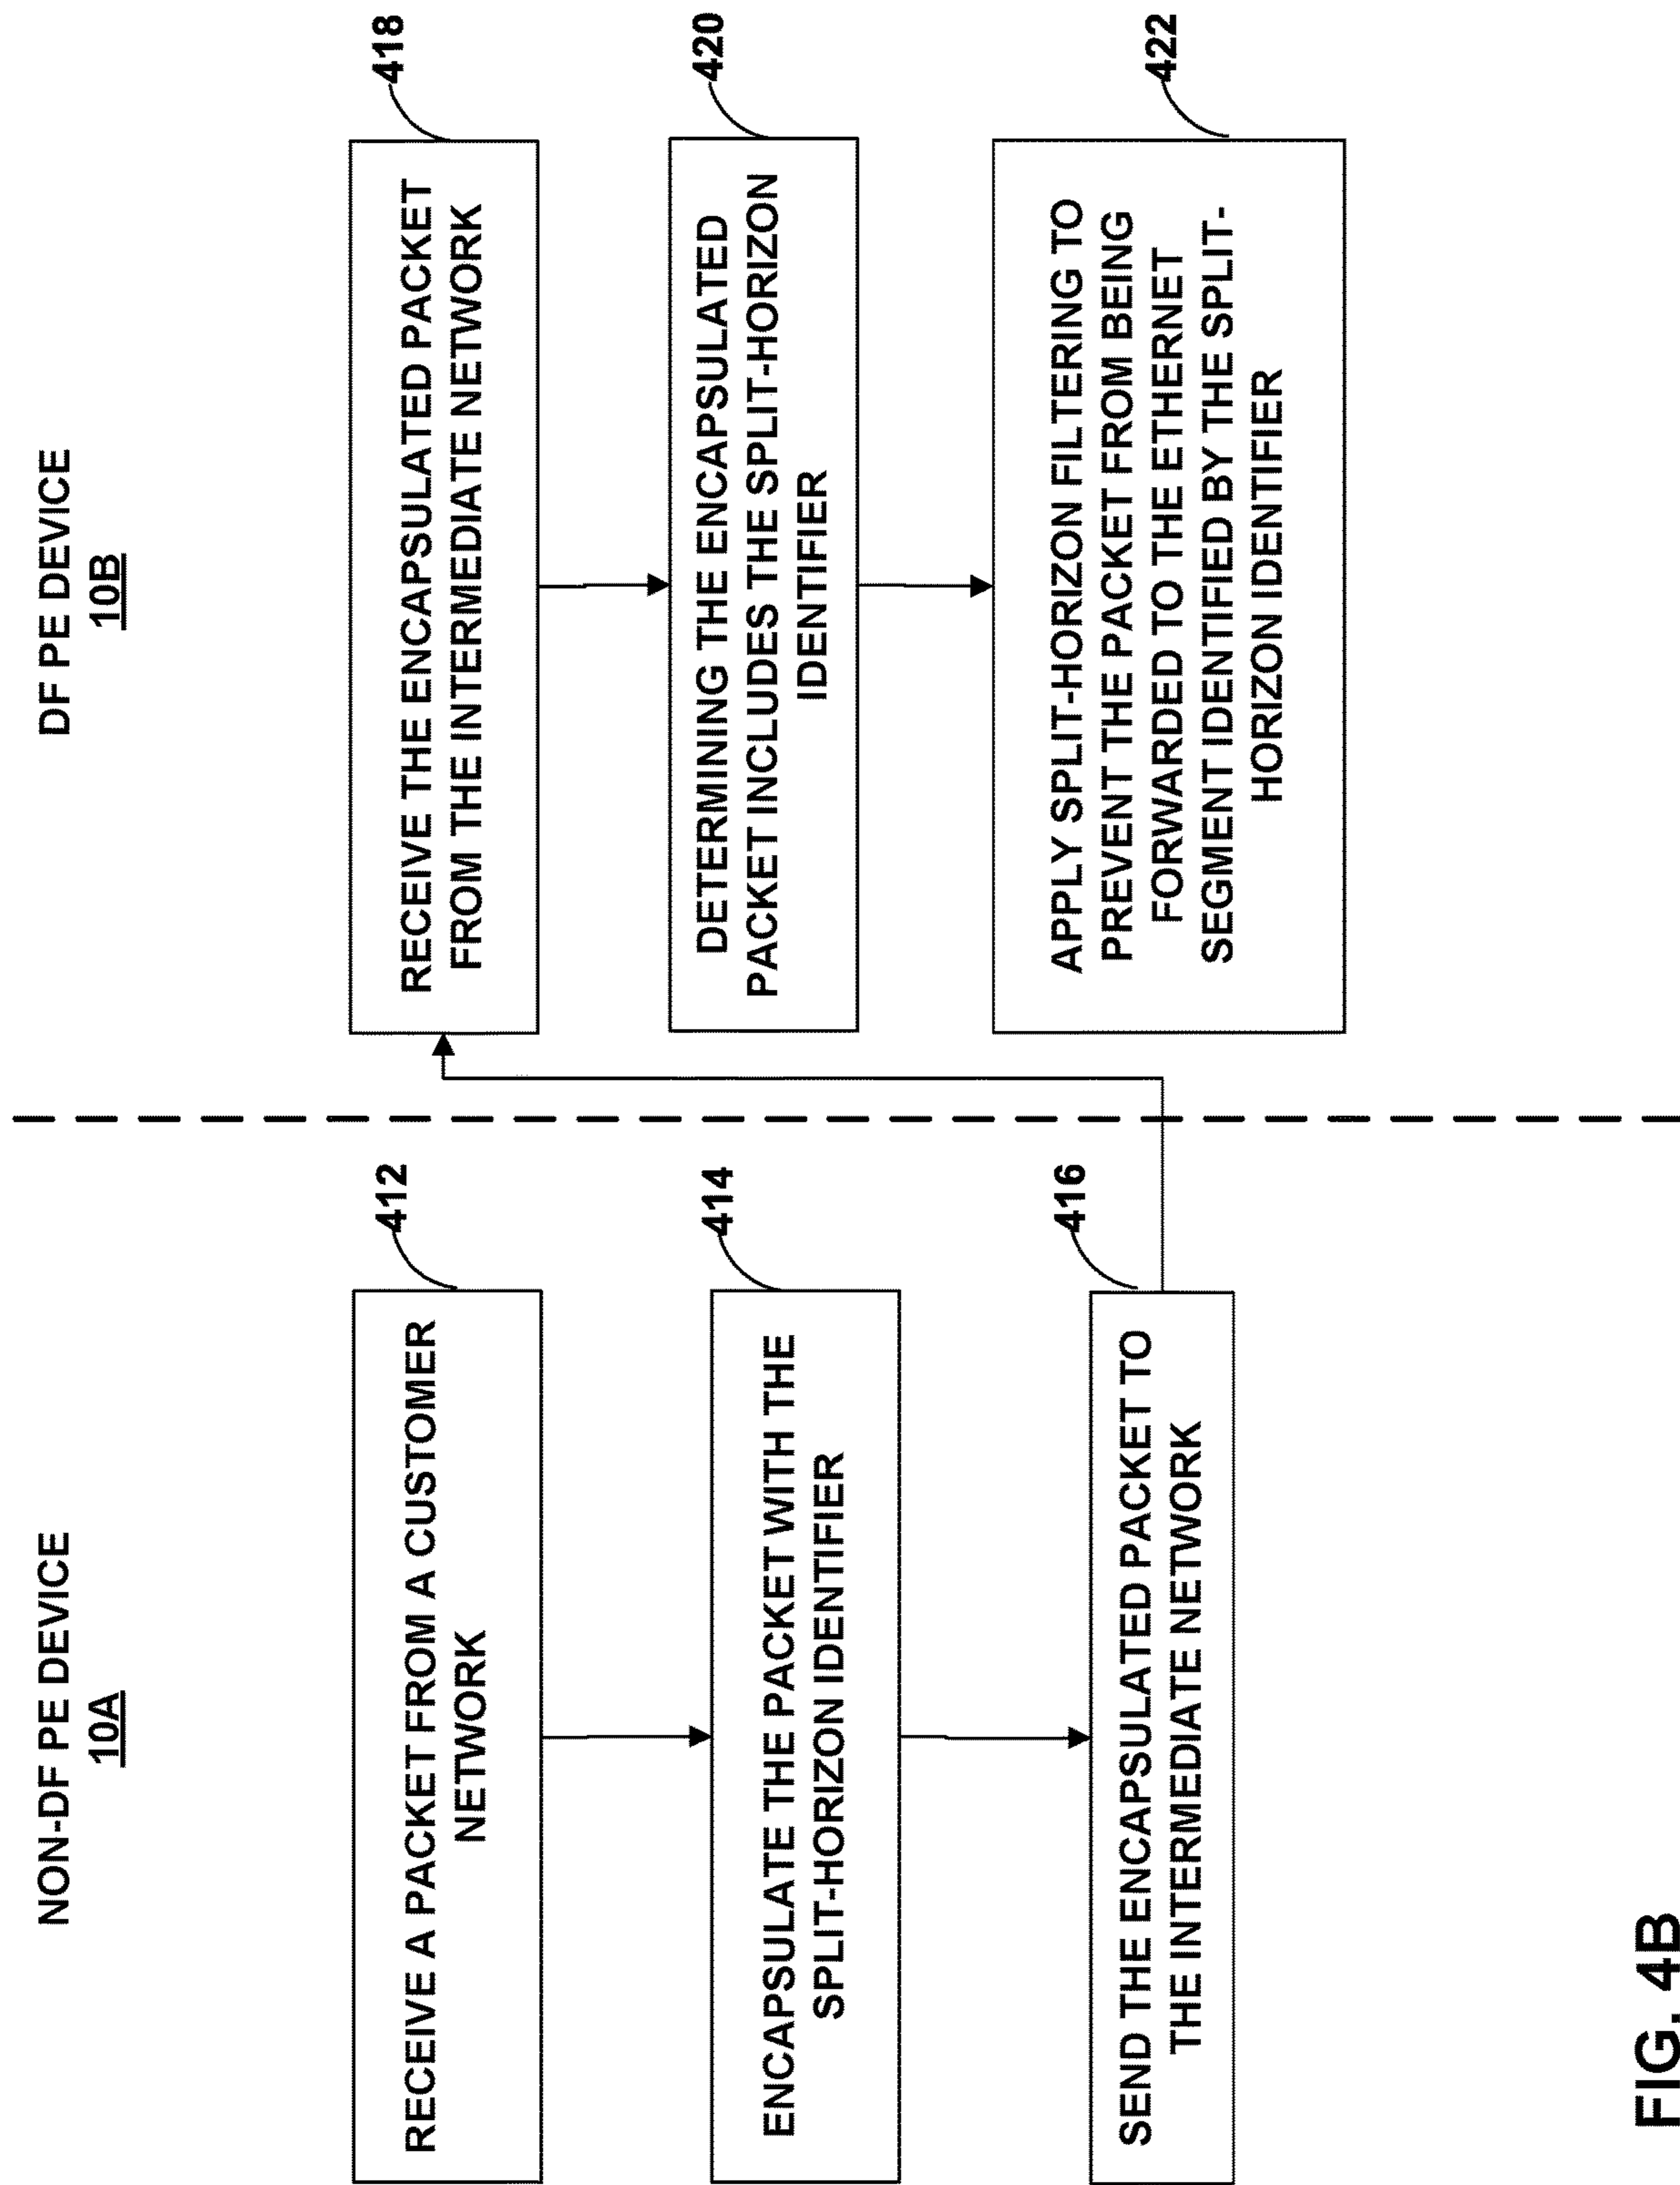 NON-DF PE DEVICE
10A
412
RECEIVE A PACKET FROM A CUSTOMER
NETWORK
414
ENCAPSULATE THE PACKET WITH THE
SPLIT-HORIZON IDENTIFIER
416
SEND THE ENCAPSULATED PACKET TO
THE INTERMEDIATE NETWORK
DF PE DEVICE
10B
418
RECEIVE THE ENCAPSULATED PACKET
FROM THE INTERMEDIATE NETWORK
420
DETERMINING THE ENCAPSULATED
PACKET INCLUDES THE SPLIT-HORIZON
IDENTIFIER
422
APPLY SPLIT-HORIZON FILTERING TO
PREVENT THE PACKET FROM BEING
FORWARDED TO THE ETHERNET
SEGMENT IDENTIFIED BY THE SPLIT-
HORIZON IDENTIFIER
FIG. 4B